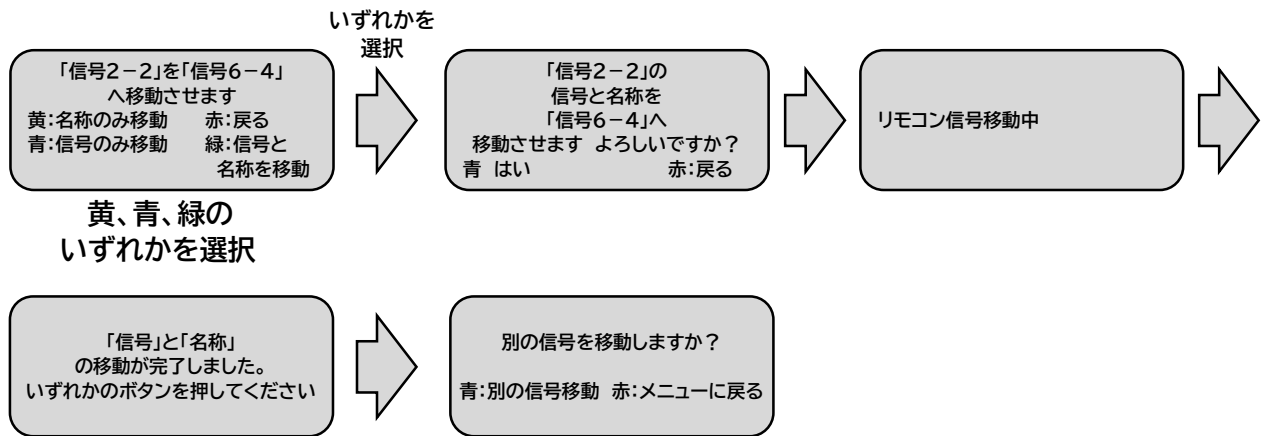 いずれかを
選択
「信号2－2」を「信号6－4」
へ移動させます
黄:名称のみ移動　赤:戻る
青:信号のみ移動　緑:信号と
名称を移動
「信号2－2」の
信号と名称を
「信号6－4」へ
移動させます よろしいですか？
青 はい　赤:戻る
リモコン信号移動中
黄、青、緑の
いずれかを選択
「信号」と「名称」
の移動が完了しました。
いずれかのボタンを押してください
別の信号を移動しますか？
青:別の信号移動 赤:メニューに戻る